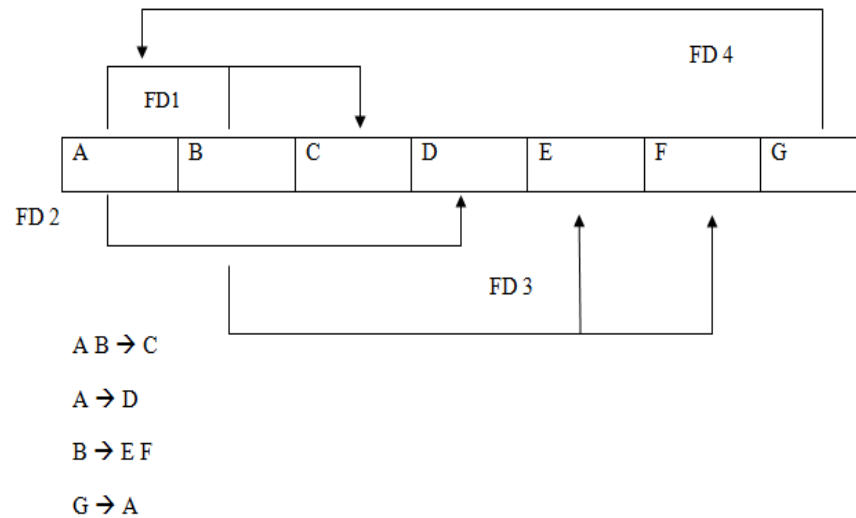 FD 4
FD1
A B C D E F G
FD 2
FD 3
A B → C
A → D
B → E F
G → A